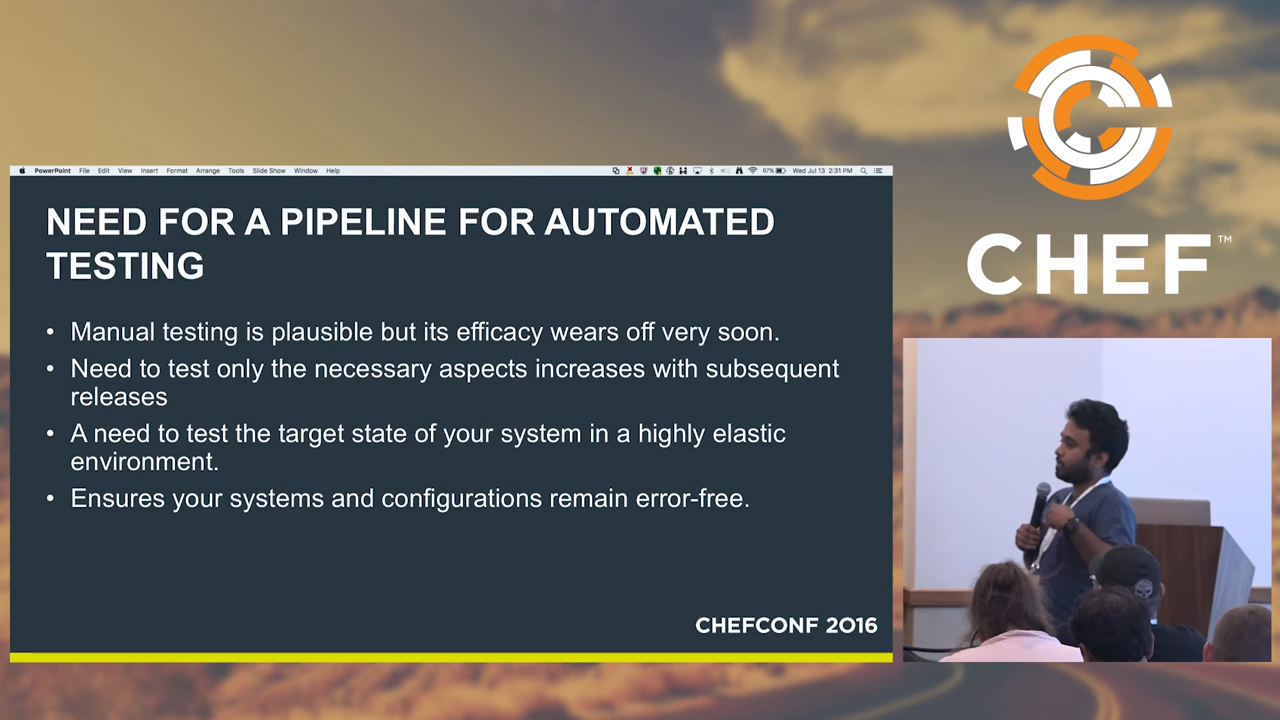 PowerPoint File Edit View Insert Format Arrange Tools Slide Show Window Help 67% Wed Jul 13 2:31 PM
NEED FOR A PIPELINE FOR AUTOMATED
TESTING
• Manual testing is plausible but its efficacy wears off very soon.
• Need to test only the necessary aspects increases with subsequent
releases
• A need to test the target state of your system in a highly elastic
environment.
• Ensures your systems and configurations remain error-free.
CHEFCONF 2016
CHEF™